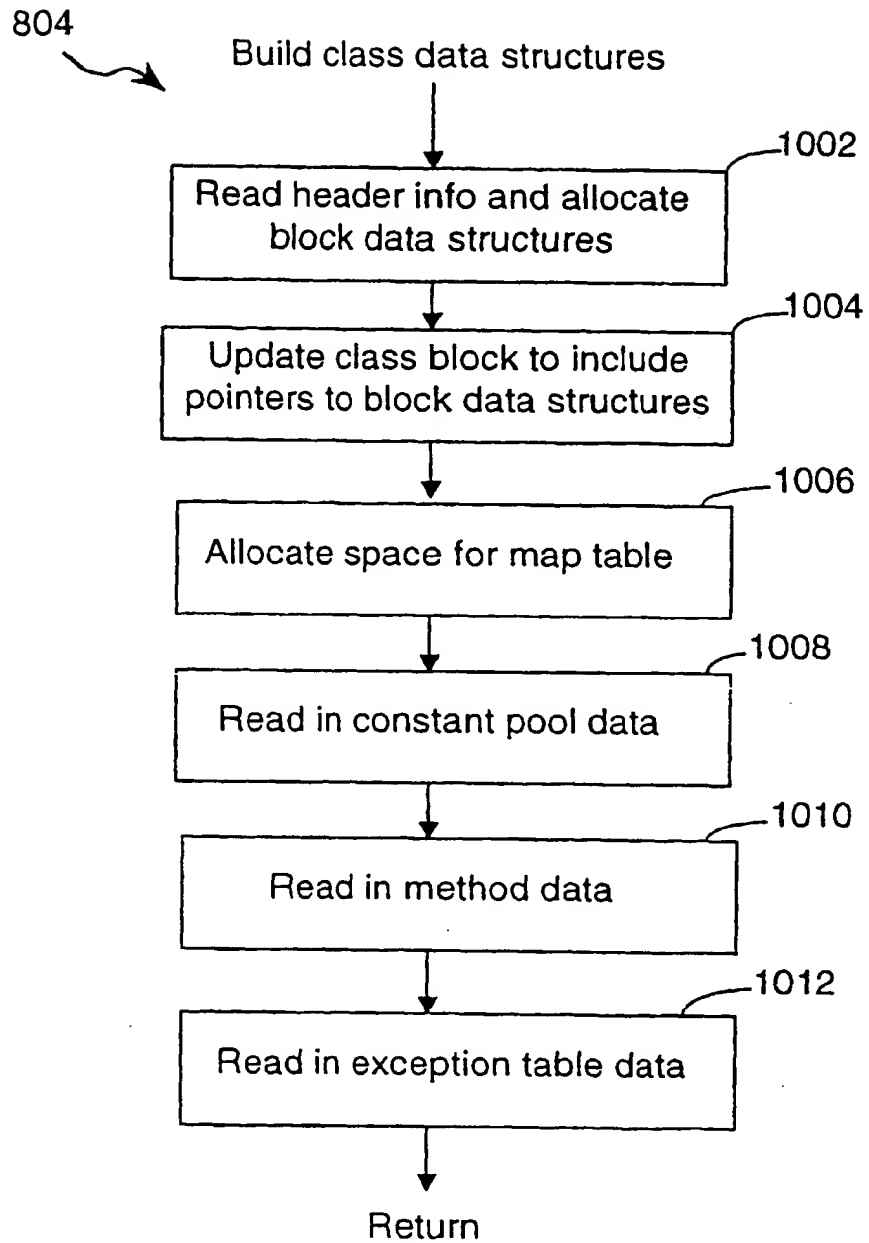 804
Build class data structures
1002
Read header info and allocate
block data structures
1004
Update class block to include
pointers to block data structures
1006
Allocate space for map table
1008
Read in constant pool data
1010
Read in method data
1012
Read in exception table data
Return